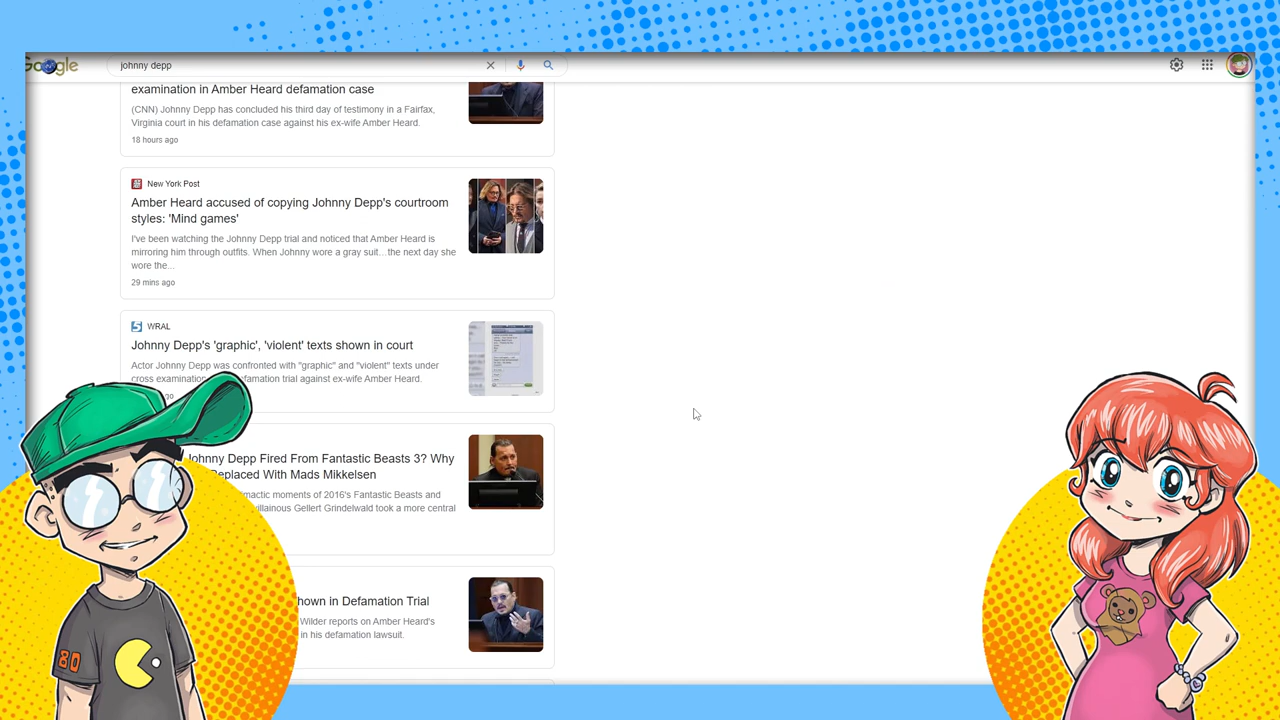 Google
johnny depp
examination in Amber Heard defamation case
(CNN) Johnny Depp has concluded his third day of testimony in a Fairfax,
Virginia court in his defamation case against his ex-wife Amber Heard.
18 hours ago
New York Post
Amber Heard accused of copying Johnny Depp's courtroom
styles: 'Mind games'
I've been watching the Johnny Depp trial and noticed that Amber Heard is
mirroring him through outfits. When Johnny wore a gray suit…the next day she
wore the...
29 mins ago
WRAL
Johnny Depp's 'graphic', 'violent' texts shown in court
Actor Johnny Depp was confronted with "graphic" and "violent" texts under
cross examination defamation trial against ex-wife Amber Heard.
ago
Johnny Depp Fired From Fantastic Beasts 3? Why
Replaced With Mads Mikkelsen
moments of 2016's Fantastic Beasts and
villainous Gellert Grindelwald took a more central
hown in Defamation Trial
Wilder reports on Amber Heard's
in his defamation lawsuit.
80